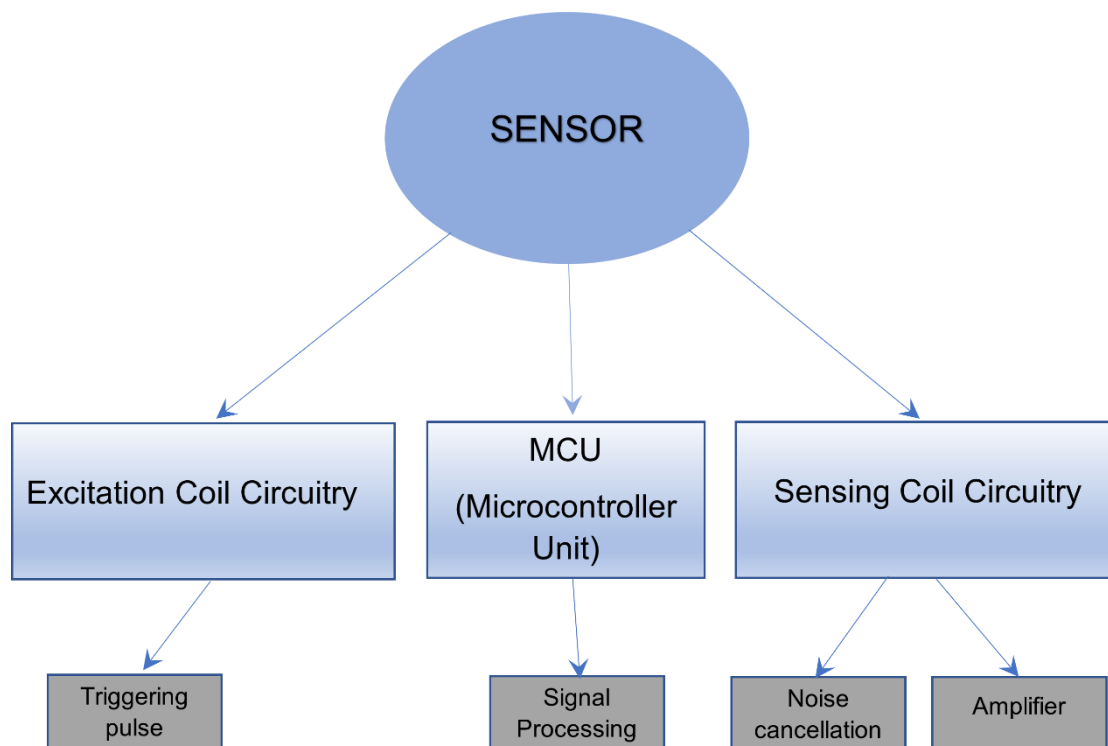 SENSOR
Excitation Coil Circuitry
MCU
(Microcontroller
Unit)
Sensing Coil Circuitry
Triggering
pulse
Signal
Processing
Noise
cancellation
Amplifier